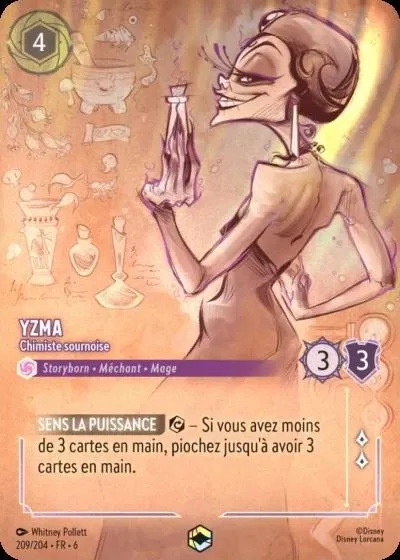 4
YZMA
Chimiste sournoise
Storyborn • Méchant • Mage
3
3
SENS LA PUISSANCE – Si vous avez moins
de 3 cartes en main, piochez jusqu'à avoir 3
cartes en main.
Whitney Pollett
209/204 • FR • 6
©Disney
Disney Lorcana